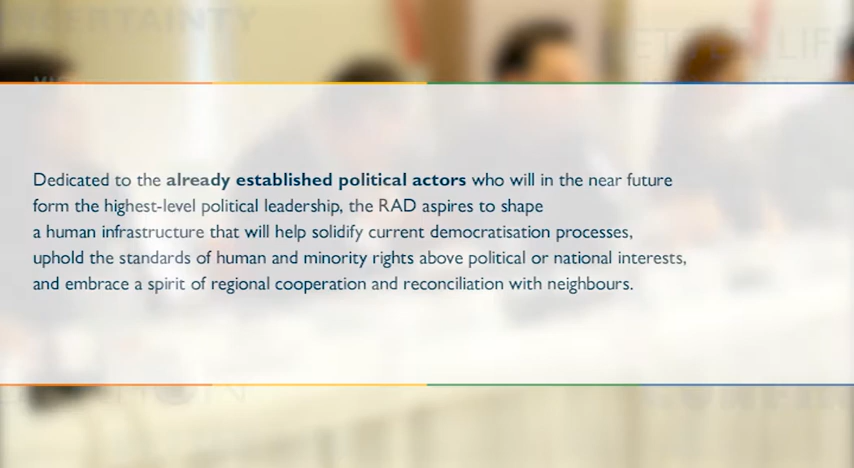 Dedicated to the already established political actors who will in the near future
form the highest-level political leadership, the RAD aspires to shape
a human infrastructure that will help solidify current democratisation processes,
uphold the standards of human and minority rights above political or national interests,
and embrace a spirit of regional cooperation and reconciliation with neighbours.